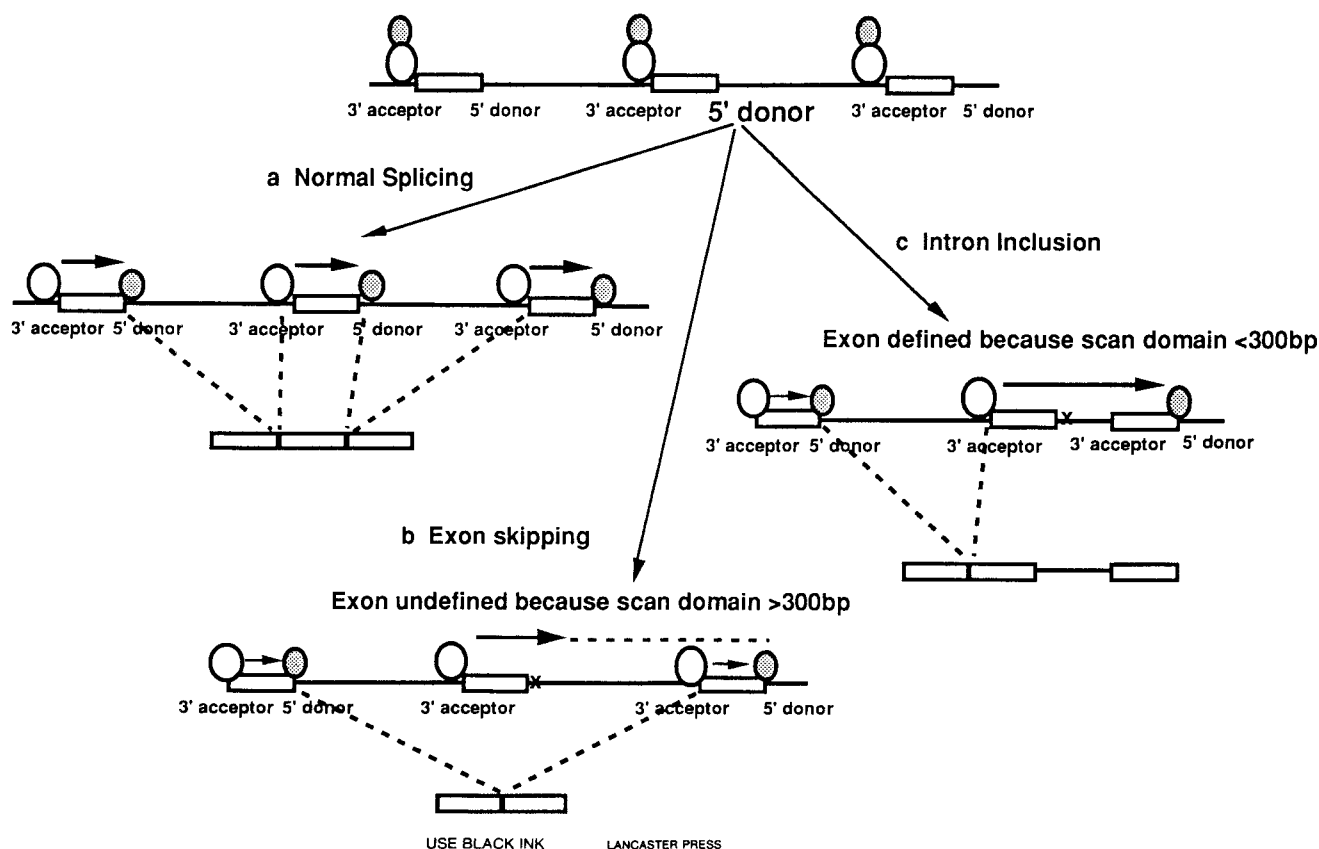 3' acceptor 5' donor 3' acceptor 5' donor 3' acceptor 5' donor
a Normal Splicing
c Intron Inclusion
3' acceptor 5' donor 3' acceptor 5' donor 3' acceptor 5' donor
Exon defined because scan domain <300bp
x
3' acceptor 5' donor 3' acceptor 3' acceptor 5' donor
b Exon skipping
Exon undefined because scan domain >300bp
x
3' acceptor 5' donor 3' acceptor 3' acceptor 5' donor
USE BLACK INK LANCASTER PRESS